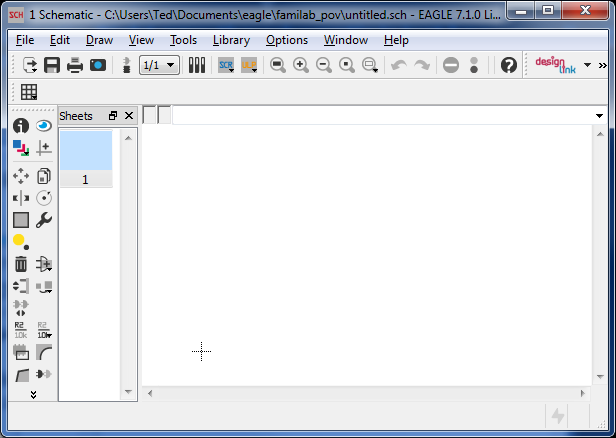 SCH 1 Schematic - C:\Users\Ted\Documents\eagle\familab_pov\untitled.sch - EAGLE 7.1.0 Li...
File Edit Draw View Tools Library Options Window Help
1/1 SCR design link »
Sheets
1
R2 R2
10k 10k